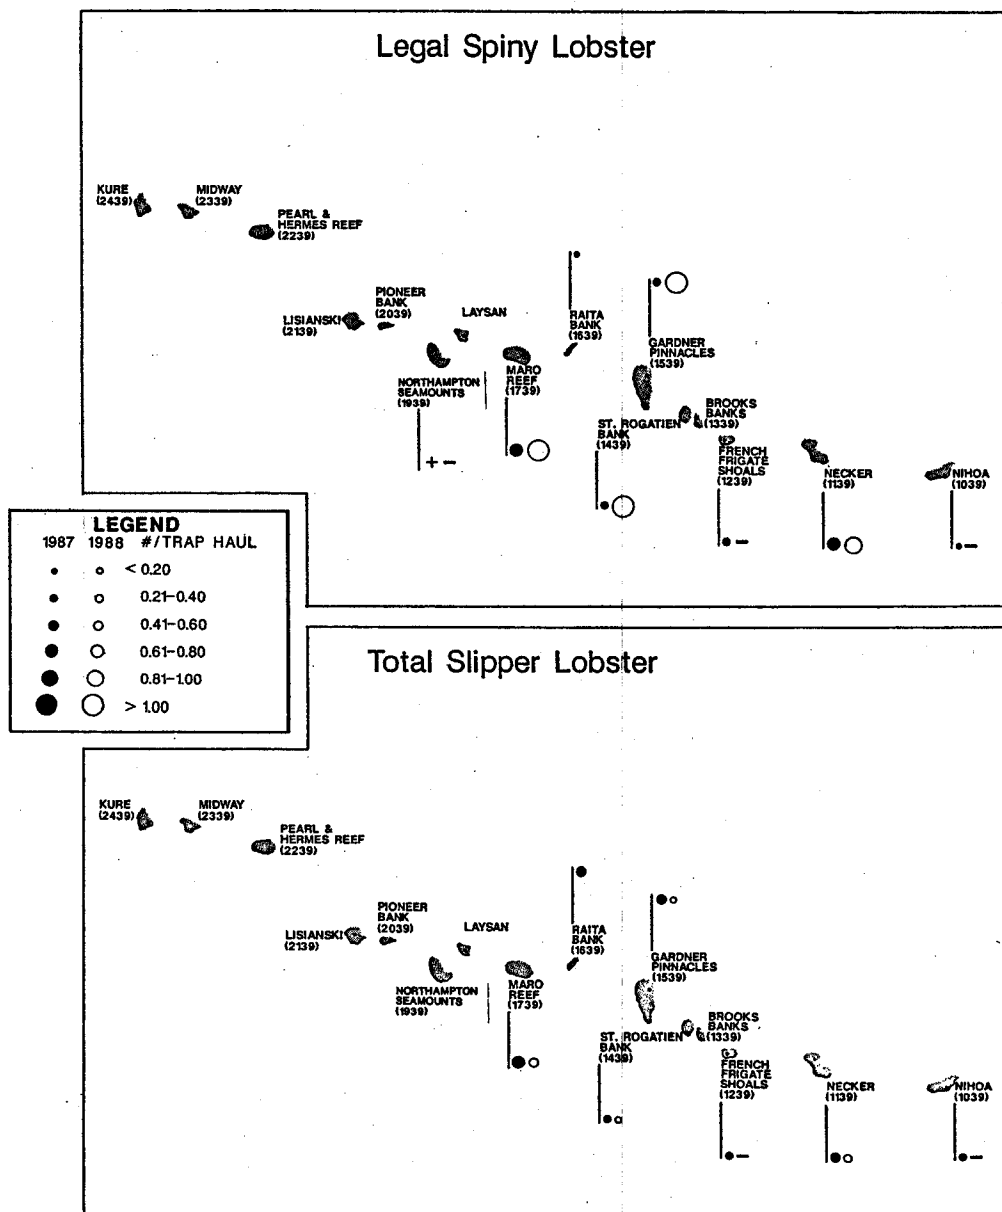 Legal Spiny Lobster
KURE
(2439)
MIDWAY
(2339)
PEARL &
HERMES REEF
(2239)
LISIANSKI
(2139)
PIONEER
BANK
(2039)
LAYSAN
NORTHAMPTON
SEAMOUNTS
(1939)
+ −
MARO
REEF
(1739)
RAITA
BANK
(1639)
GARDNER
PINNACLES
(1539)
ST. ROGATIEN
BANK
(1439)
BROOKS
BANKS
(1339)
FRENCH
FRIGATE
SHOALS
(1239)
−
NECKER
(1139)
NIHOA
(1039)
−
LEGEND
1987 1988 #/TRAP HAUL
< 0.20
0.21–0.40
0.41–0.60
0.61–0.80
0.81–1.00
> 1.00
Total Slipper Lobster
KURE
(2439)
MIDWAY
(2339)
PEARL &
HERMES REEF
(2239)
LISIANSKI
(2139)
PIONEER
BANK
(2039)
LAYSAN
NORTHAMPTON
SEAMOUNTS
(1939)
MARO
REEF
(1739)
RAITA
BANK
(1639)
GARDNER
PINNACLES
(1539)
ST. ROGATIEN
BANK
(1439)
BROOKS
BANKS
(1339)
FRENCH
FRIGATE
SHOALS
(1239)
−
NECKER
(1139)
NIHOA
(1039)
−